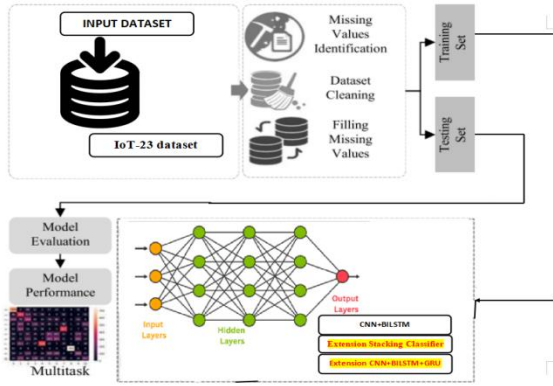 INPUT DATASET
IoT-23 dataset
Missing
Values
Identification
Dataset
Cleaning
Filling
Missing
Values
Training
Set
Testing
Set
Model
Evaluation
Model
Performance
Multitask
Input
Layers
Hidden
Layers
Output
Layers
CNN+BILSTM
Extension Stacking Classifier
Extension CNN+BILSTM+GRU